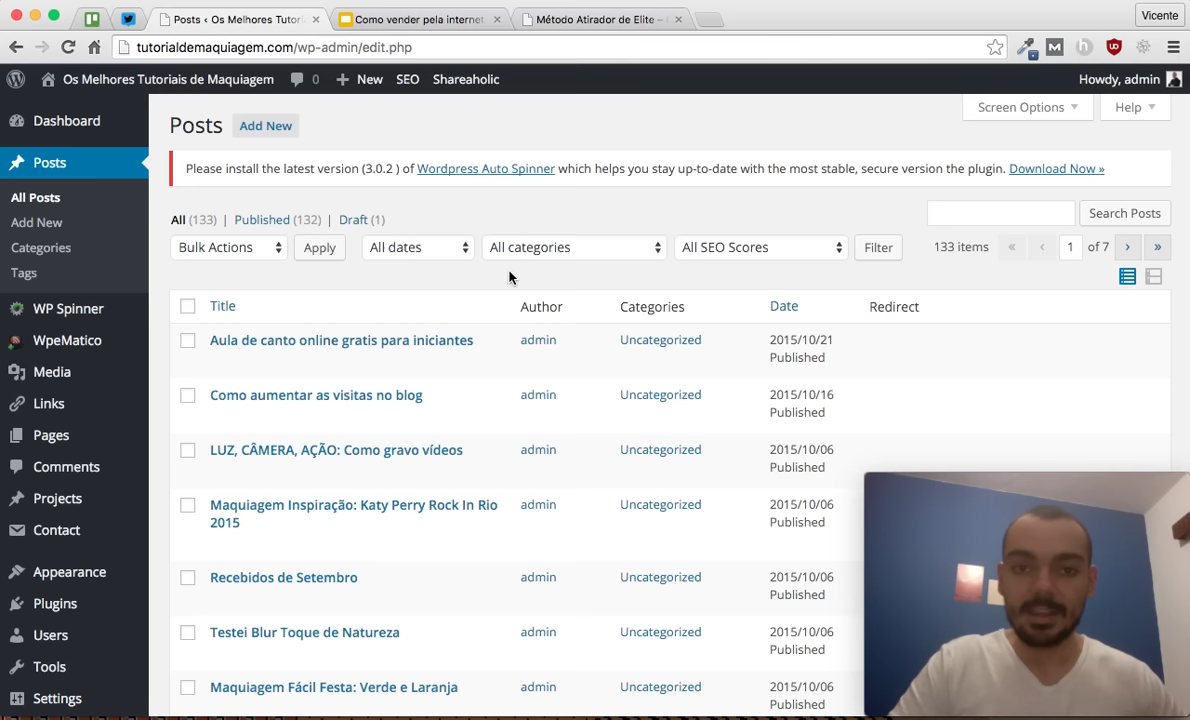 Posts ‹ Os Melhores Tutori
Como vender pela internet
Método Atirador de Elite –
Vicente
tutorialdemaquiagem.com/wp-admin/edit.php
Os Melhores Tutoriais de Maquiagem 0 New SEO Shareaholic Howdy, admin
Screen Options Help
Dashboard
Posts
All Posts
Add New
Categories
Tags
WP Spinner
WpeMatico
Media
Links
Pages
Comments
Projects
Contact
Appearance
Plugins
Users
Tools
Settings
Posts Add New
Please install the latest version (3.0.2 ) of Wordpress Auto Spinner which helps you stay up-to-date with the most stable, secure version the plugin. Download Now »
All (133) | Published (132) | Draft (1)
Search Posts
Bulk Actions Apply All dates All categories All SEO Scores Filter 133 items « ‹ 1 of 7 › »
Title Author Categories Date Redirect
Aula de canto online gratis para iniciantes admin Uncategorized 2015/10/21
Published
Como aumentar as visitas no blog admin Uncategorized 2015/10/16
Published
LUZ, CÂMERA, AÇÃO: Como gravo vídeos admin Uncategorized 2015/10/06
Published
Maquiagem Inspiração: Katy Perry Rock In Rio admin Uncategorized 2015/10/06
2015 Published
Recebidos de Setembro admin Uncategorized 2015/10/06
Published
Testei Blur Toque de Natureza admin Uncategorized 2015/10/06
Published
Maquiagem Fácil Festa: Verde e Laranja admin Uncategorized 2015/10/06
Published